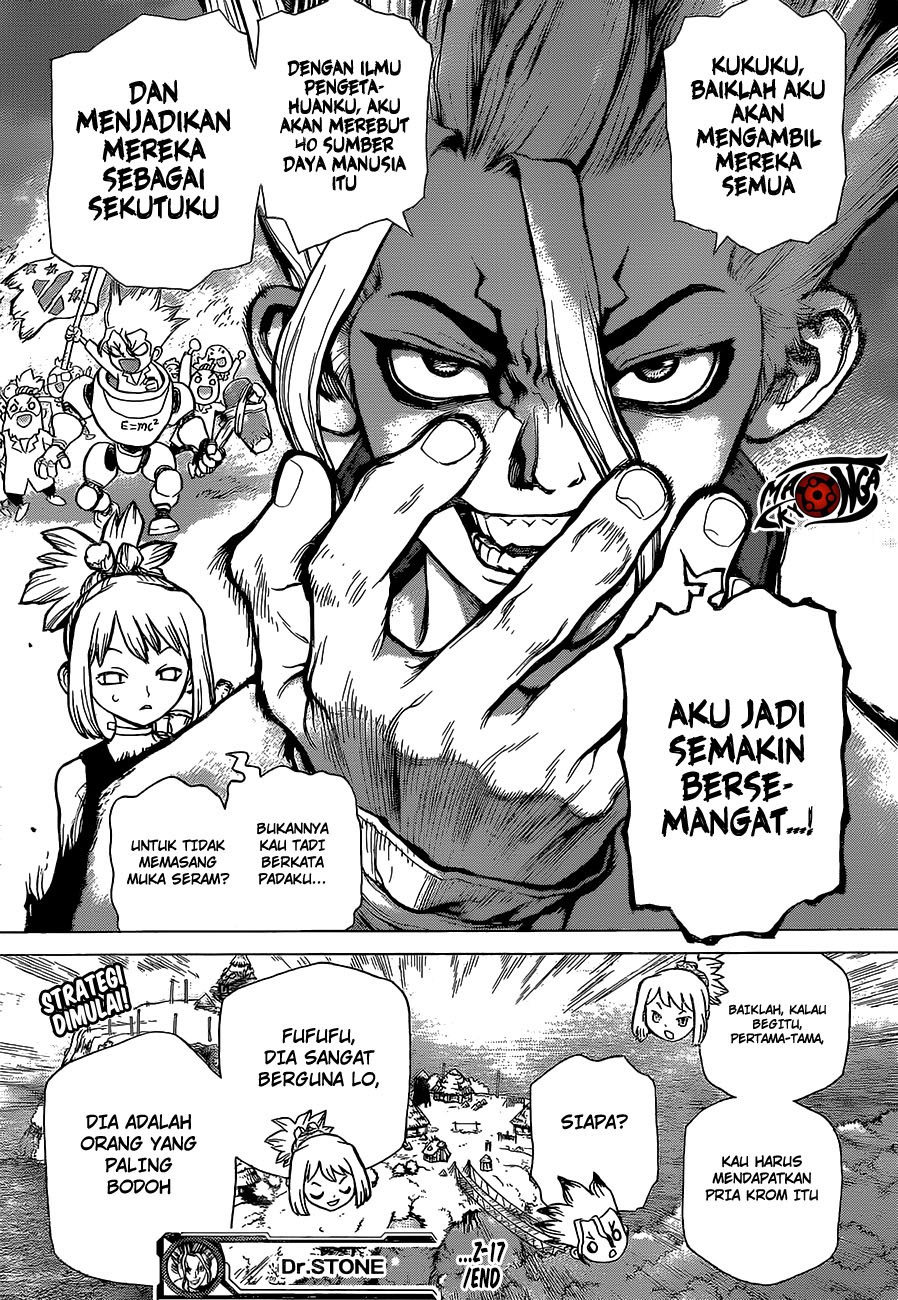 KUKUKU,
BAIKLAH AKU
AKAN
MENGAMBIL
MEREKA
SEMUA
DENGAN ILMU
PENGETA-
HUANKU, AKU
AKAN MEREBUT
40 SUMBER
DAYA MANUSIA
ITU
DAN
MENJADIKAN
MEREKA
SEBAGAI
SEKUTUKU
E=mc²
AKU JADI
SEMAKIN
BERSE-
MANGAT...!
BUKANNYA
KAU TADI
BERKATA
PADAKU...
UNTUK TIDAK
MEMASANG
MUKA SERAM?
BAIKLAH, KALAU
BEGITU,
PERTAMA-TAMA,
KAU HARUS
MENDAPATKAN
PRIA KROM ITU
SIAPA?
FUFUFU,
DIA SANGAT
BERGUNA LO,
DIA ADALAH
ORANG YANG
PALING
BODOH
STRATEGI
DIMULAI!
Dr.STONE
...Z-17
/END